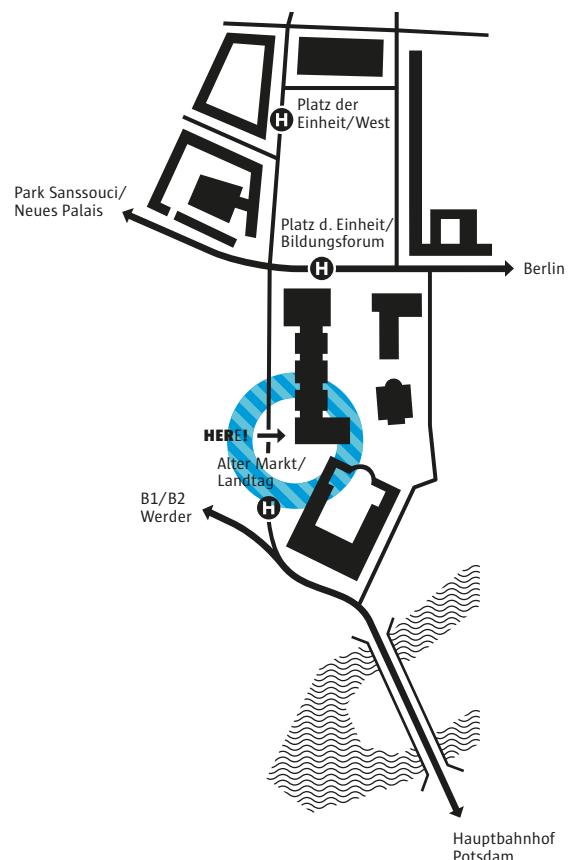 H
Platz der
Einheit/West
Park Sanssouci/
Neues Palais
Platz d. Einheit/
Bildungsforum
H
Berlin
HERE!
Alter Markt/
Landtag
B1/B2
Werder
H
Hauptbahnhof
Potsdam